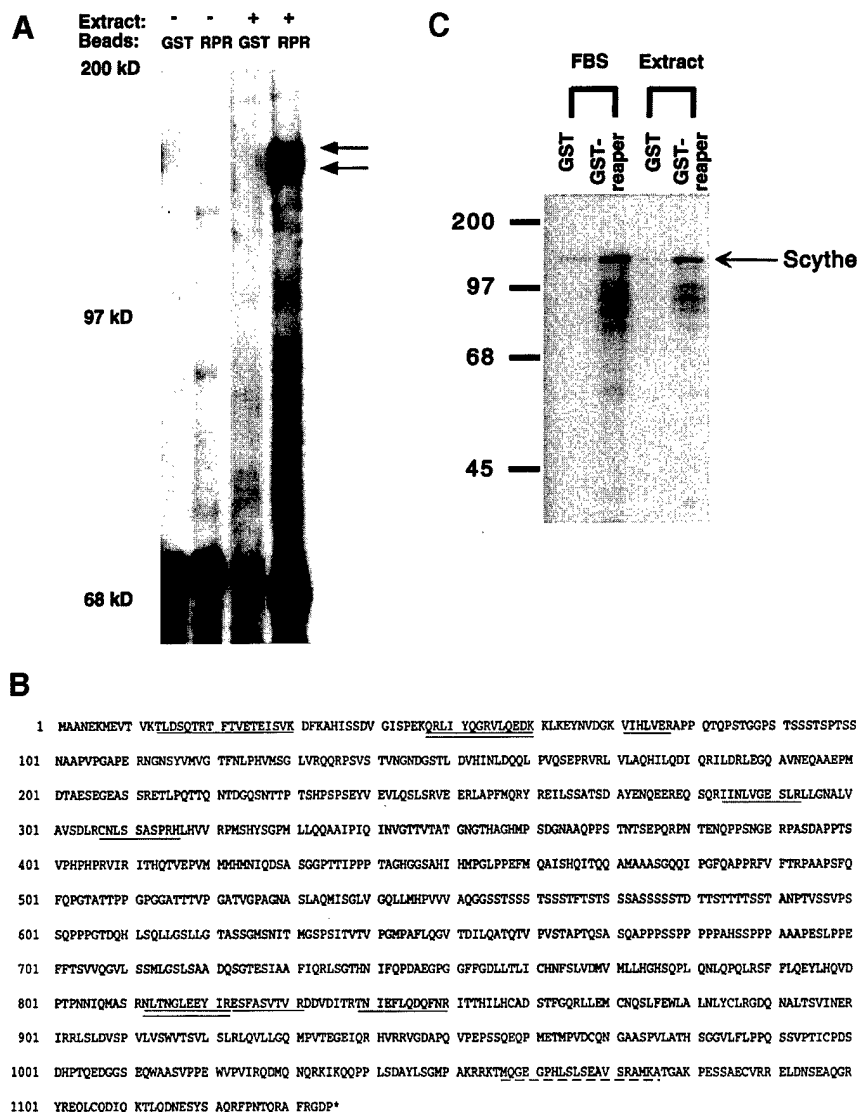 A
Extract: - - + +
Beads: GST RPR GST RPR
200 kD
97 kD
68 kD
C
FBS Extract
GST GST-reaper GST GST-reaper
200
97
68
45
Scythe
B
1 MAANEKMEVT VKTLDSQTRT FTVETEISVK DFKAHISSDV GISPEKQRLI YQGRVLQEDK KLKEYNVDGK VIHLVERAPP QTQPSTGGPS TSSSTSPTSS
101 NAAPVPGAPE RNGNSYVMVG TFNLPHVMSG LVRQQRPSVS TVNGNDGSTL DVHINLDQQL PVQSEPRVRL VLAQHILQDI QRILDRLEGQ AVNEQAAEPM
201 DTAESEGEAS SRETLPQTTQ NTDGQSNTTP TSHPSPSEYV EVLQSLSRVE ERLAPFMQRY REILSSATSD AYENQEEREQ SQRIINLVGE SLRLLGNALV
301 AVSDLRCNLS SASPRHLHVV RPMSHYSGPM LLQQAAIPIQ INVGTTVTAT GNGTHAGHMP SDGNAAQPPS TNTSEPQRPN TENQPPSNGE RPASDAPPTS
401 VPHPHPRVIR ITHQTVEPVM MMHMNIQDSA SGGPTTIPPP TAGHGGSAHI HMPGLPPEFM QAISHQITQQ AMAAASGQQI PGFQAPPRFV FTRPAAPSFQ
501 FQPGTATTPP GPGGATTTVP GATVGPAGNA SLAQMISGLV GQLLMHPVVV AQGGSSTSSS TSSSTFSTST SSASSSSSTD TTSTTTTSST ANPTVSSVPS
601 SQPPPGTDQH LSQLLGSLLG TASSGMSNIT MGSPSITVTV PGMPAFLQGV TDILQATQTV PVSTAPTQSA SQAPPPSSPP PPPAHSSPPP AAAPESLPPE
701 FFTSVVQGVL SSMLGSLSAA DQSGTESIAA FIQRLSGTHN IFQPDAEGPG GFFGDLLTLI CHNFSLVDMV MLLHGHSQPL QNLQPQLRSF FLQEYLHQVD
801 PTPNNIQMAS RNLTNGLEEY IRESFASVTV RDDVDITRTN IEFLQDQFNR ITTHILHCAD STFGQRLLEM CNQSLFEWLA LNLYCLRGDQ NALTSVINER
901 IRRLSLDVSP VLVSWVTSVL SLRLQVLLGQ MPVTEGEIQR HVRRVGDAPQ VPEPSSQEQP METMPVDCQN GAASPVLATH SGGVLFLPPQ SSVPTICPDS
1001 DHPTQEDGGS EQWAASVPPE WVPVIRQDMQ NQRKIKQQPP LSDAYLSGMP AKRRKTMQGE GPHLSLSEAV SRAMKATGAK PESSAECVRR ELDNSEAQGR
1101 YREQLCQDIQ KTLQDNESYS AQRFPNTQRA FRGDP*